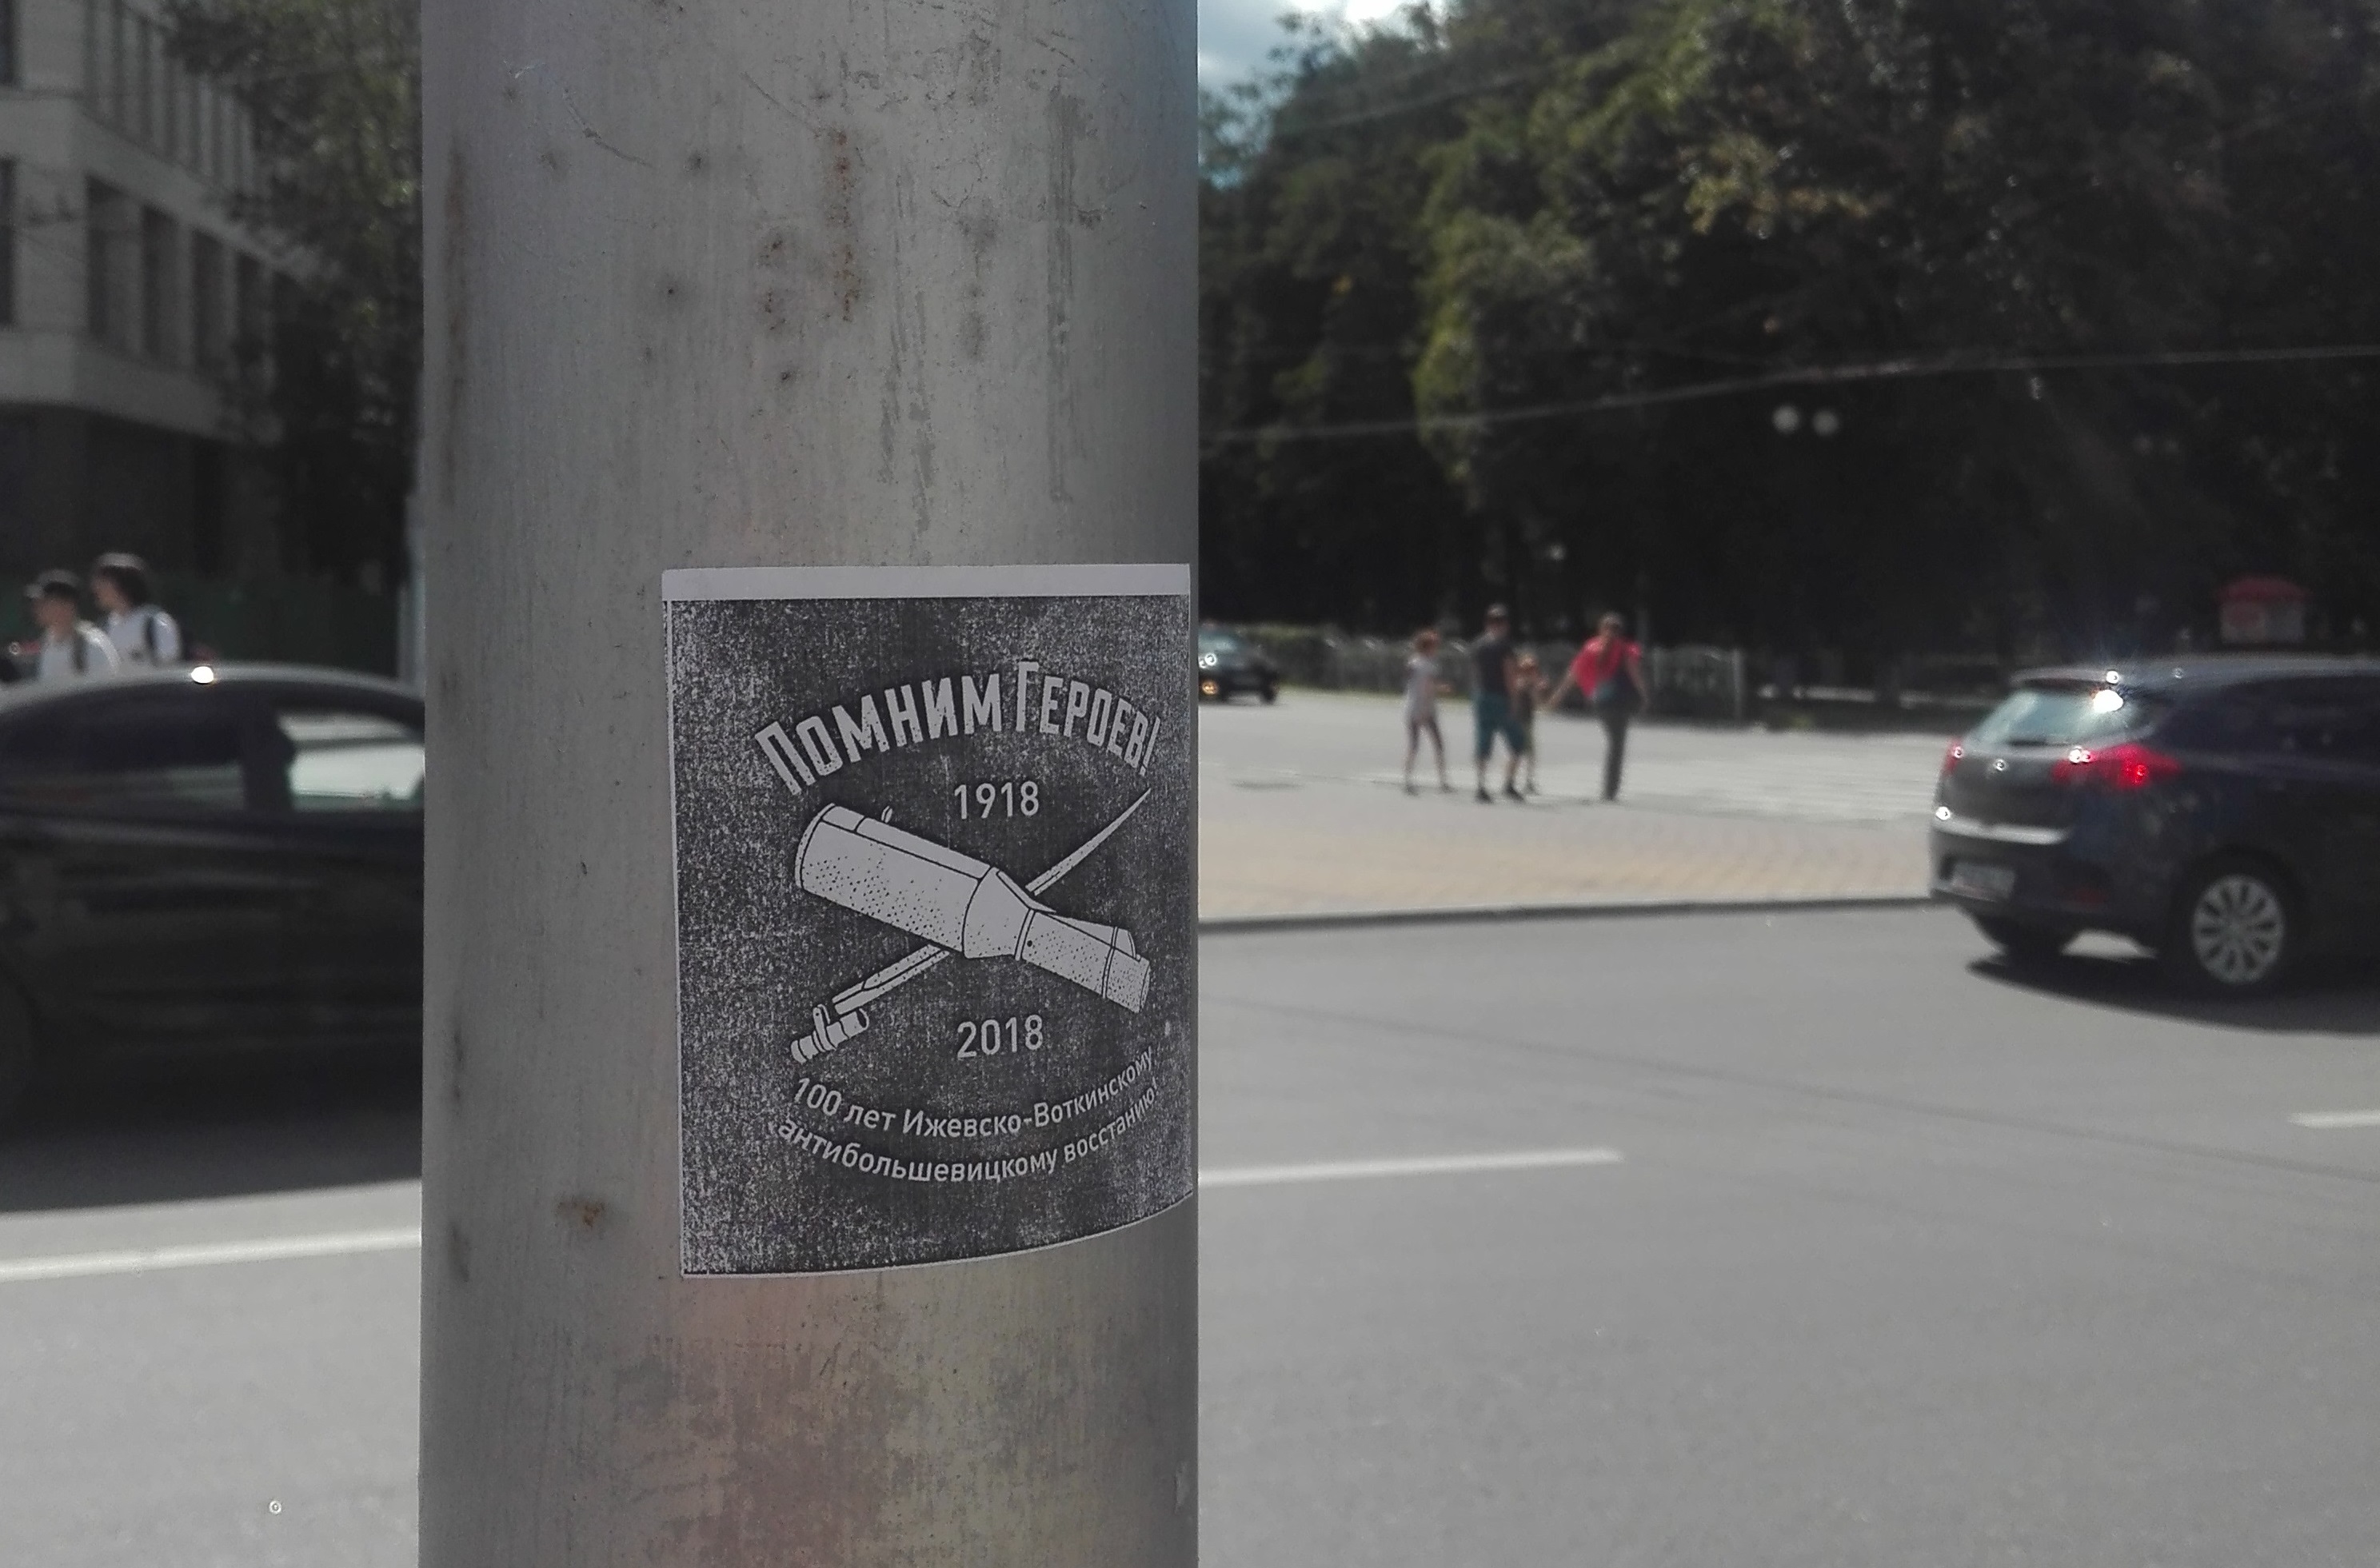 Помним Героев!
1918
2018
100 лет Ижевско-Воткинскому
антибольшевицкому восстанию!